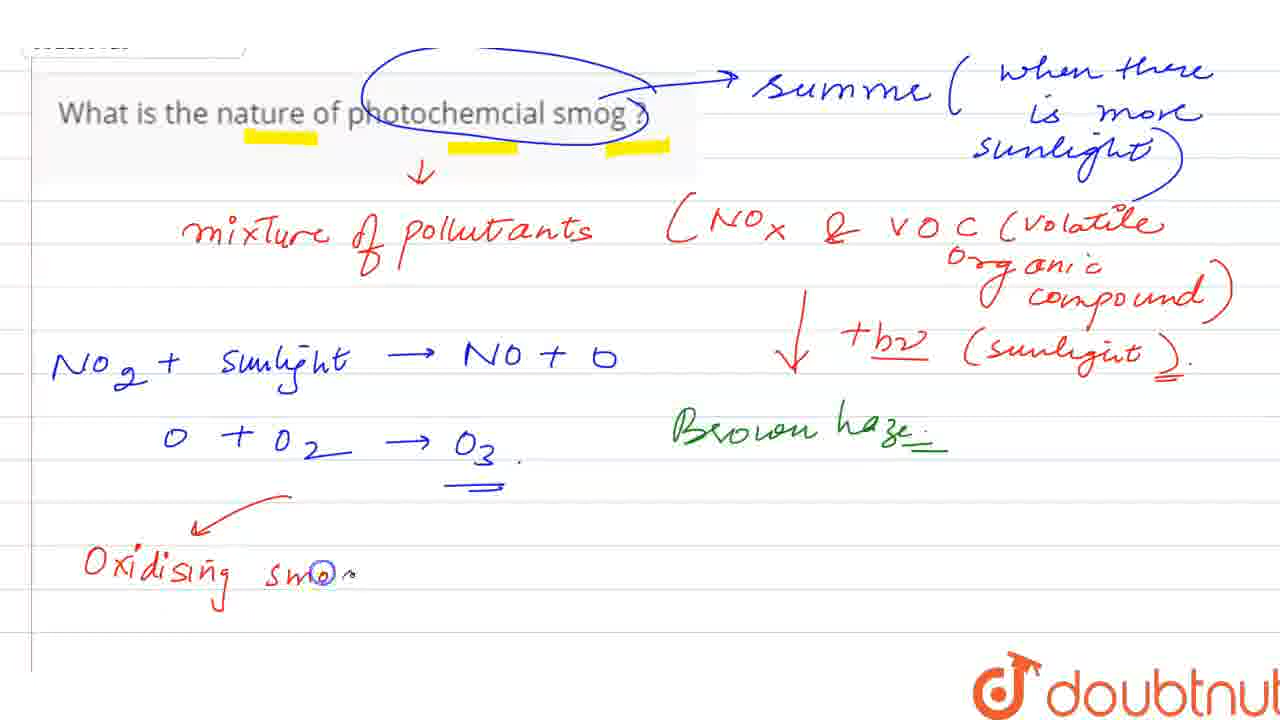 What is the nature of photochemcial smog ?
summe (when there
is more
sunlight)
mixture of pollutants (NOx & VOC (volatile
organic
compound)
+hν (sunlight).
Brown haze.
NO2 + sunlight → NO + O
O + O2 → O3.
Oxidising smo
doubtnut